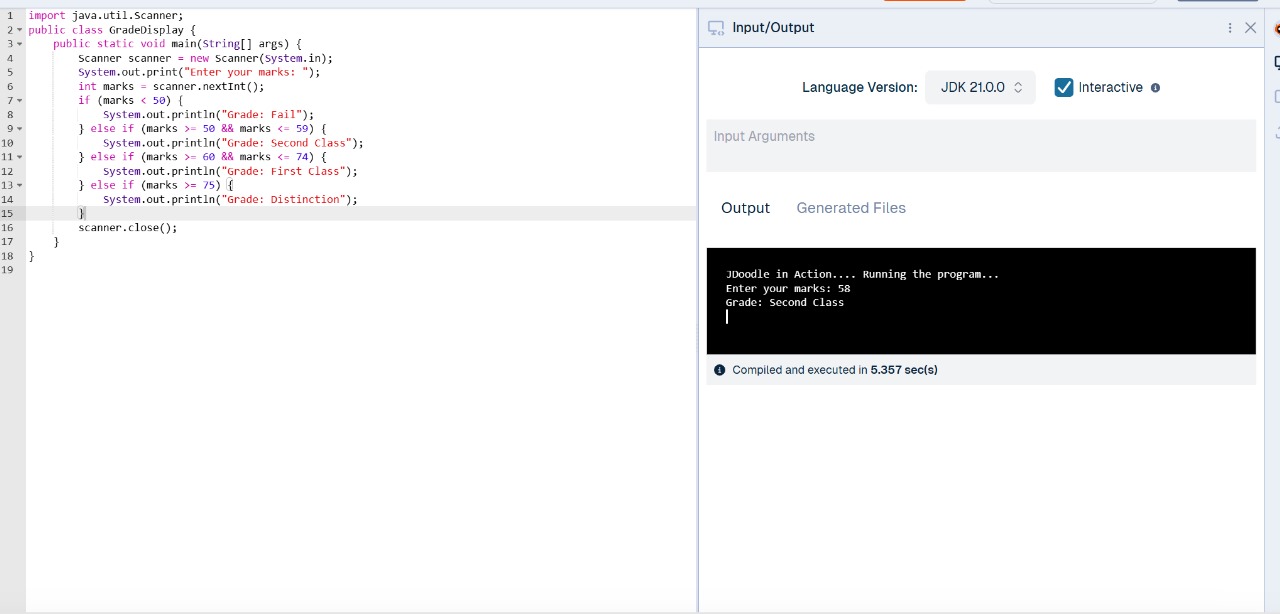 1 import java.util.Scanner;
2 public class GradeDisplay {
3 public static void main(String[] args) {
4 Scanner scanner = new Scanner(System.in);
5 System.out.print("Enter your marks: ");
6 int marks = scanner.nextInt();
7 if (marks < 50) {
8 System.out.println("Grade: Fail");
9 } else if (marks >= 50 && marks <= 59) {
10 System.out.println("Grade: Second Class");
11 } else if (marks >= 60 && marks <= 74) {
12 System.out.println("Grade: First Class");
13 } else if (marks >= 75) {
14 System.out.println("Grade: Distinction");
15 }
16 scanner.close();
17 }
18 }
19
Input/Output
Language Version: JDK 21.0.0 Interactive
Input Arguments
Output Generated Files
JDoodle in Action.... Running the program...
Enter your marks: 58
Grade: Second Class
Compiled and executed in 5.357 sec(s)